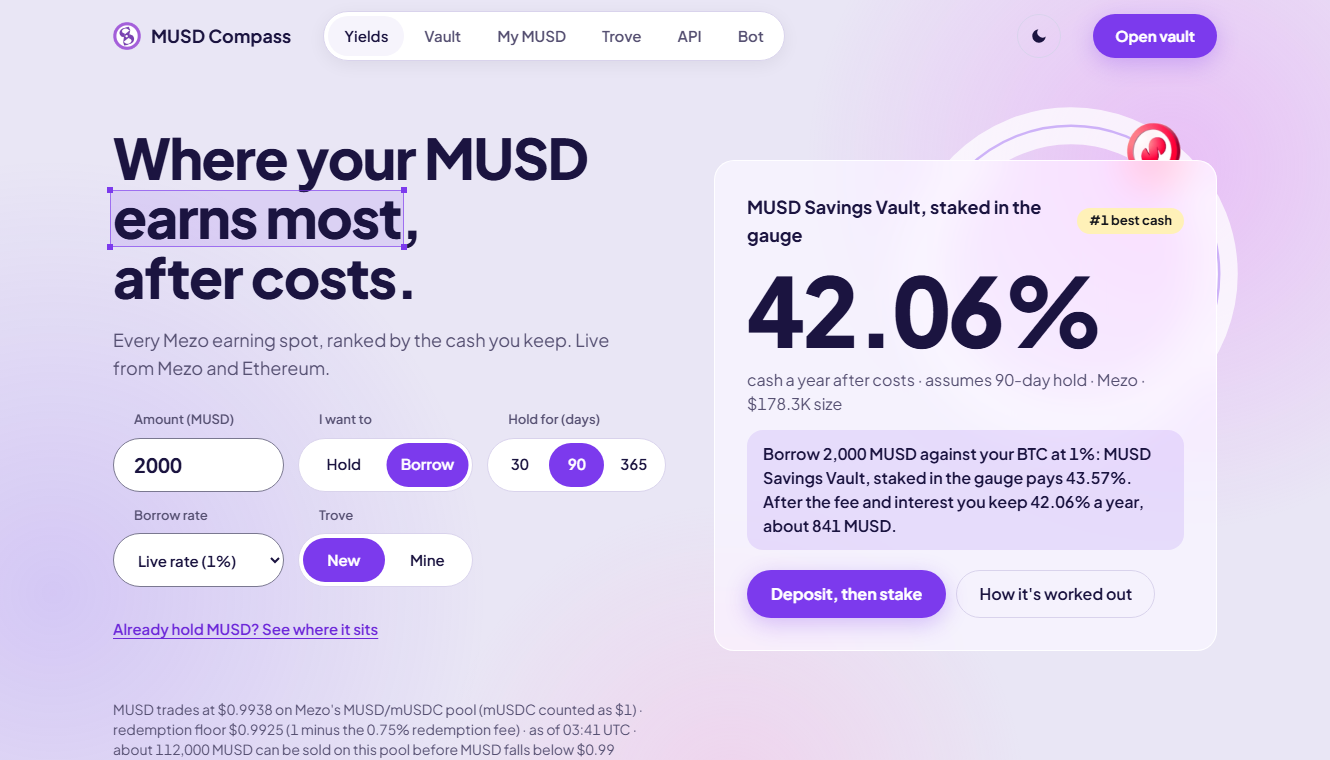 MUSD Compass
Yields
Vault
My MUSD
Trove
API
Bot
Open vault
Where your MUSD
earns most,
after costs.
Every Mezo earning spot, ranked by the cash you keep. Live
from Mezo and Ethereum.
Amount (MUSD)
I want to
Hold for (days)
2000
Hold
Borrow
30
90
365
Borrow rate
Trove
Live rate (1%)
New
Mine
Already hold MUSD? See where it sits
MUSD trades at $0.9938 on Mezo's MUSD/mUSDC pool (mUSDC counted as $1) ·
redemption floor $0.9925 (1 minus the 0.75% redemption fee) · as of 03:41 UTC ·
about 112,000 MUSD can be sold on this pool before MUSD falls below $0.99
MUSD Savings Vault, staked in the
gauge
#1 best cash
42.06%
cash a year after costs · assumes 90-day hold · Mezo ·
$178.3K size
Borrow 2,000 MUSD against your BTC at 1%: MUSD
Savings Vault, staked in the gauge pays 43.57%.
After the fee and interest you keep 42.06% a year,
about 841 MUSD.
Deposit, then stake
How it's worked out